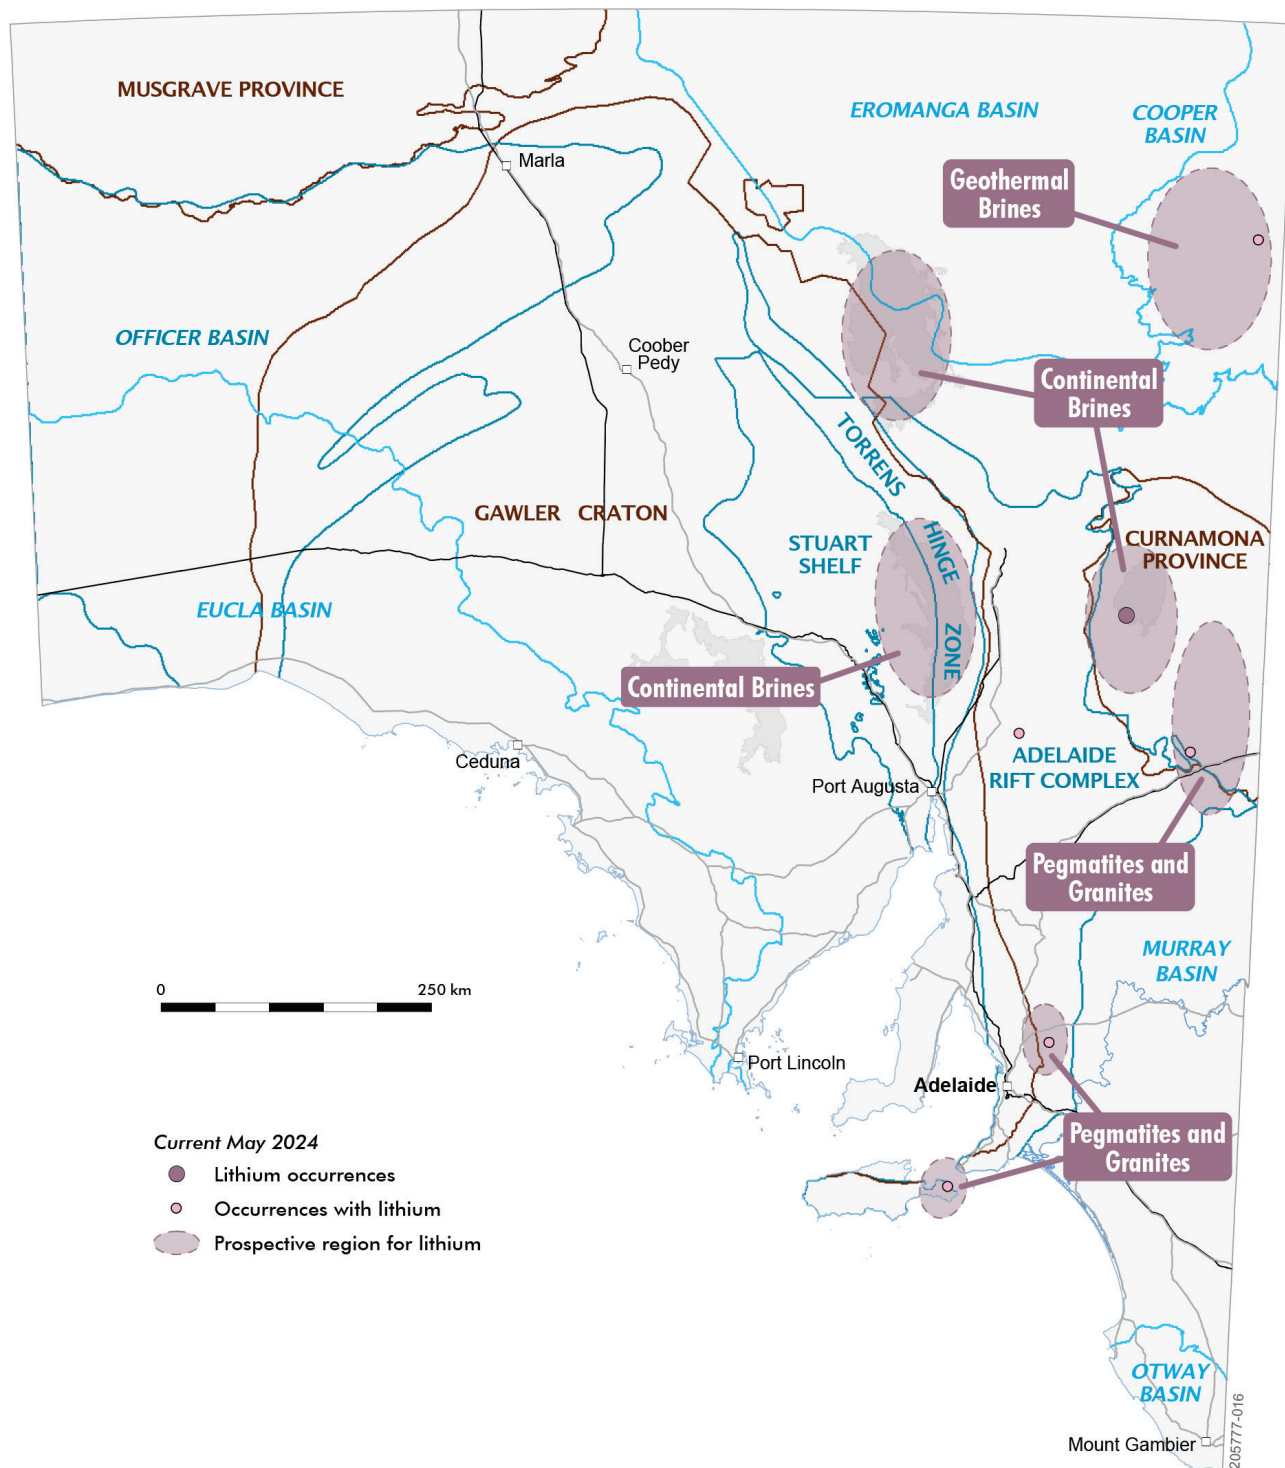 MUSGRAVE PROVINCE
EROMANGA BASIN
COOPER
BASIN
Marla
Geothermal
Brines
OFFICER BASIN
Coober
Pedy
Continental
Brines
TORRENS
HINGE
ZONE
GAWLER CRATON
STUART
SHELF
CURNAMONA
PROVINCE
EUCLA BASIN
Continental Brines
Ceduna
Port Augusta
ADELAIDE
RIFT COMPLEX
Pegmatites and
Granites
MURRAY
BASIN
0 250 km
Port Lincoln
Adelaide
Pegmatites and
Granites
Current May 2024
Lithium occurrences
Occurrences with lithium
Prospective region for lithium
OTWAY
BASIN
Mount Gambier
205777-016